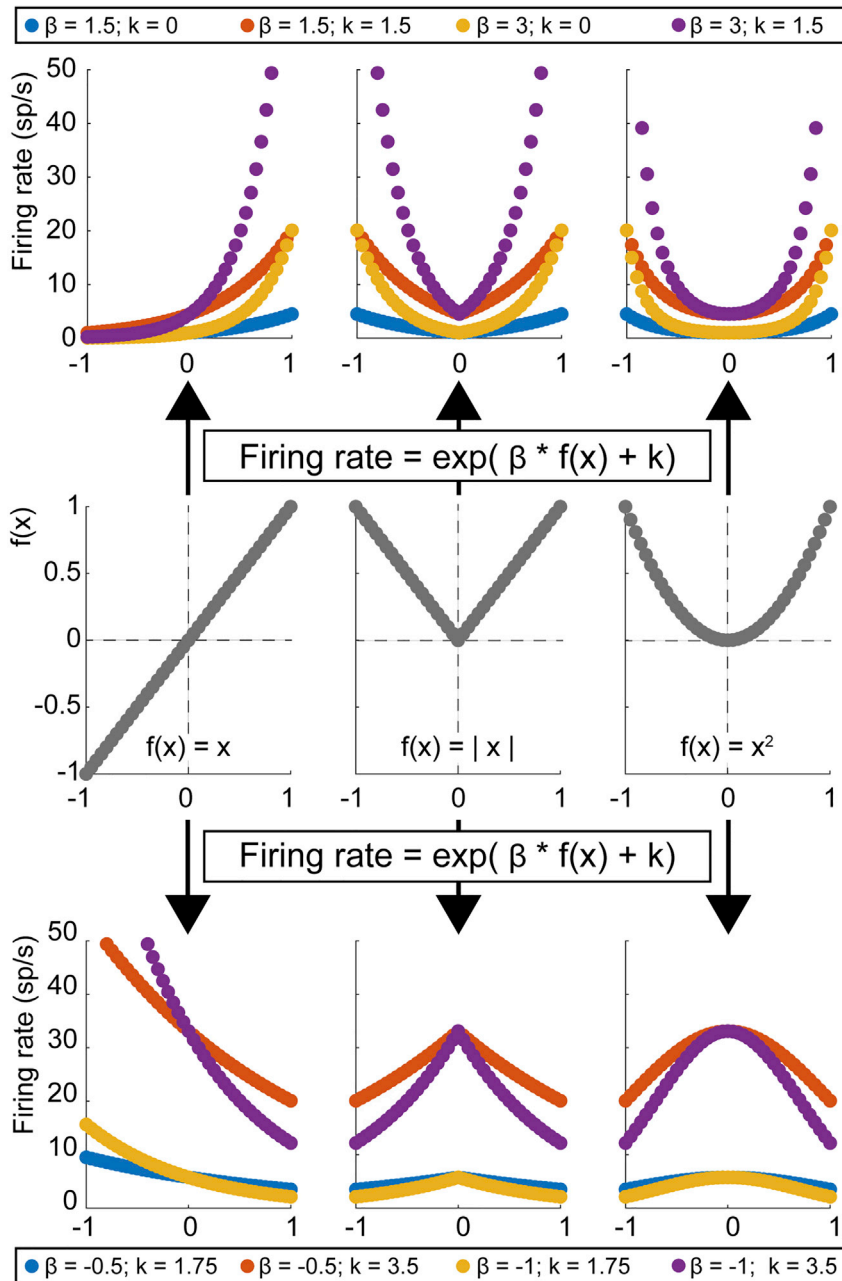 β = 1.5; k = 0 β = 1.5; k = 1.5 β = 3; k = 0 β = 3; k = 1.5
Firing rate (sp/s)
50
40
30
20
10
0
-1 0 1 -1 0 1 -1 0 1
Firing rate = exp( β * f(x) + k)
f(x)
1
0.5
0
-0.5
-1
f(x) = x f(x) = | x | f(x) = x²
-1 0 1 -1 0 1 -1 0 1
Firing rate = exp( β * f(x) + k)
Firing rate (sp/s)
50
40
30
20
10
0
-1 0 1 -1 0 1 -1 0 1
β = -0.5; k = 1.75 β = -0.5; k = 3.5 β = -1; k = 1.75 β = -1; k = 3.5